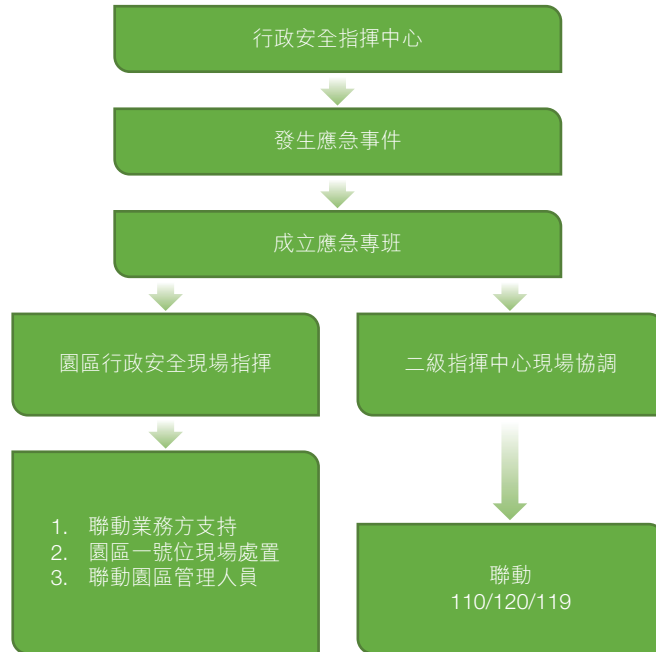 行政安全指揮中心
發生應急事件
成立應急專班
園區行政安全現場指揮
二級指揮中心現場協調
1. 聯動業務方支持
2. 園區一號位現場處置
3. 聯動園區管理人員
聯動
110/120/119